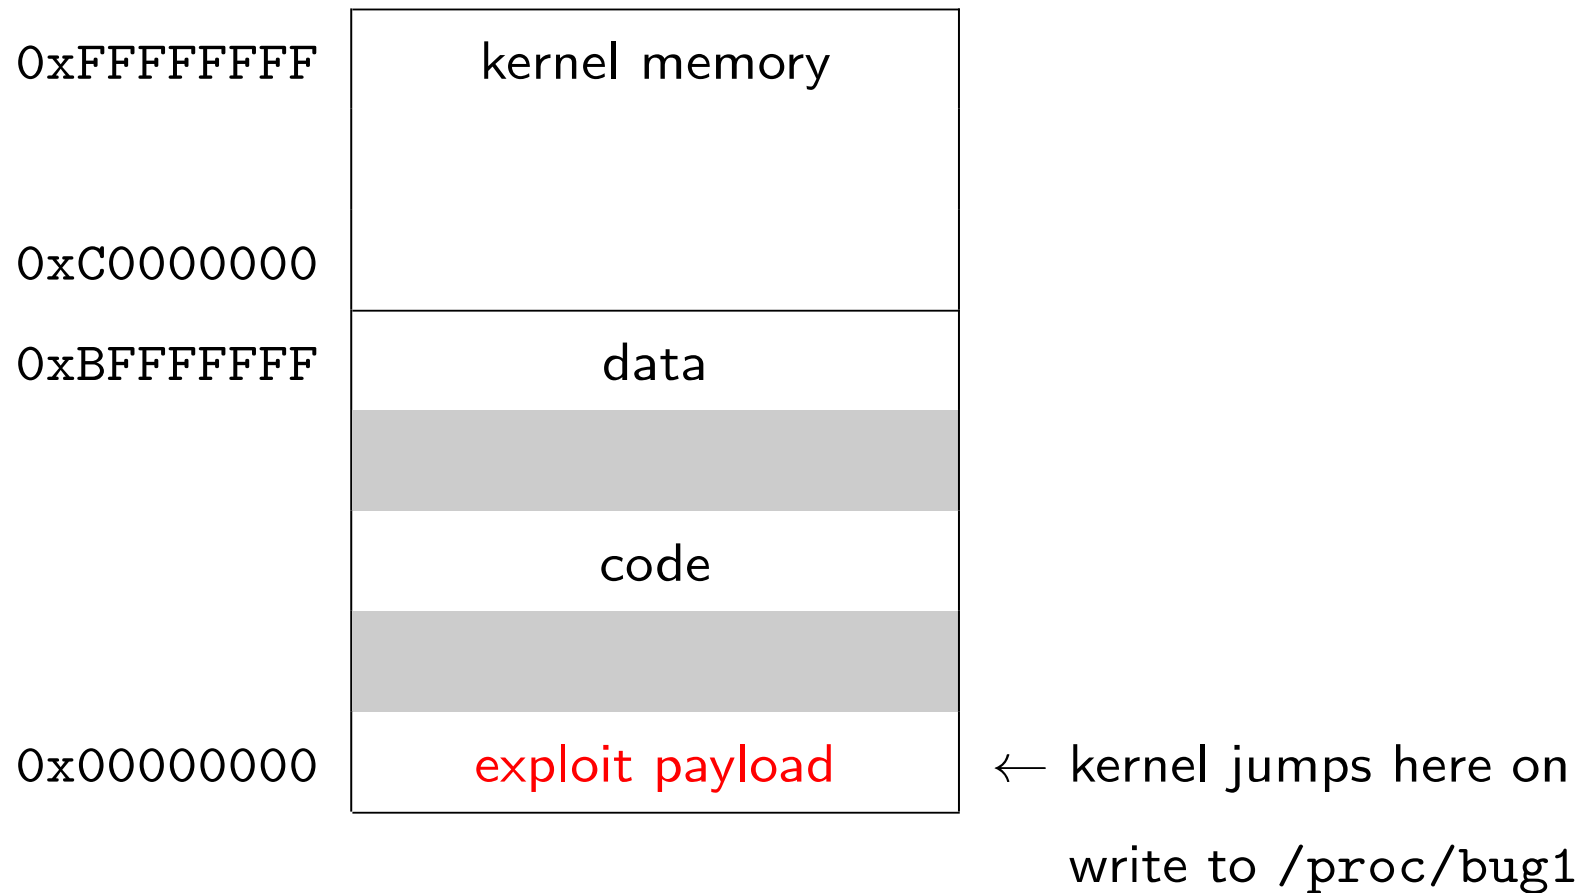 0xFFFFFFFF kernel memory
0xC0000000
0xBFFFFFFF data
code
0x00000000 exploit payload ← kernel jumps here on
write to /proc/bug1